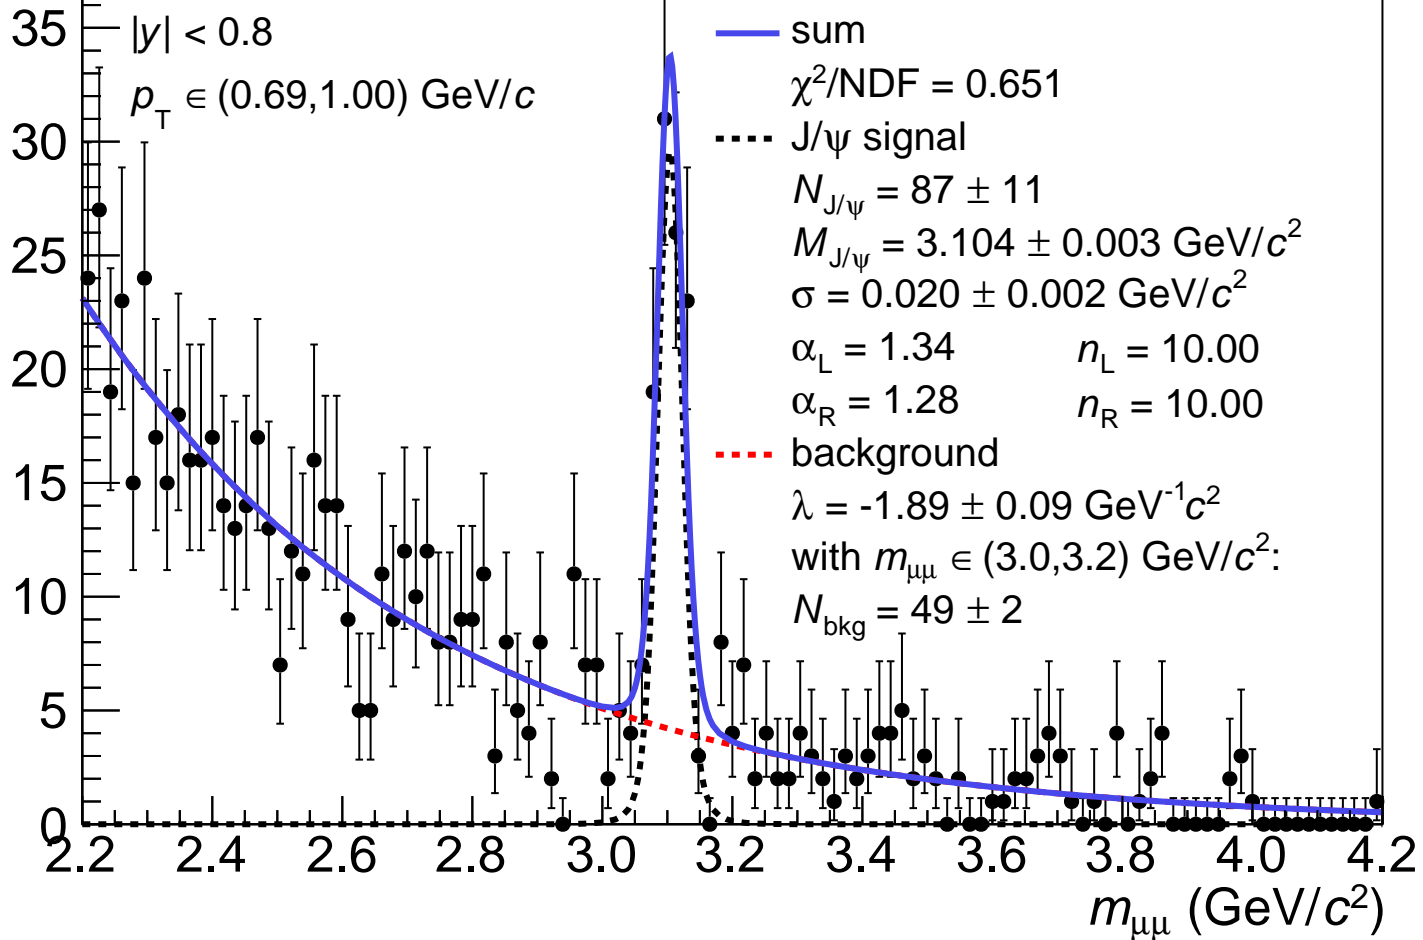 |y| < 0.8
p_T ∈ (0.69,1.00) GeV/c
sum
χ²/NDF = 0.651
J/ψ signal
N_J/ψ = 87 ± 11
M_J/ψ = 3.104 ± 0.003 GeV/c²
σ = 0.020 ± 0.002 GeV/c²
α_L = 1.34 n_L = 10.00
α_R = 1.28 n_R = 10.00
background
λ = -1.89 ± 0.09 GeV⁻¹c²
with m_μμ ∈ (3.0,3.2) GeV/c²:
N_bkg = 49 ± 2
35
30
25
20
15
10
5
0
2.2 2.4 2.6 2.8 3.0 3.2 3.4 3.6 3.8 4.0 4.2
m_μμ (GeV/c²)